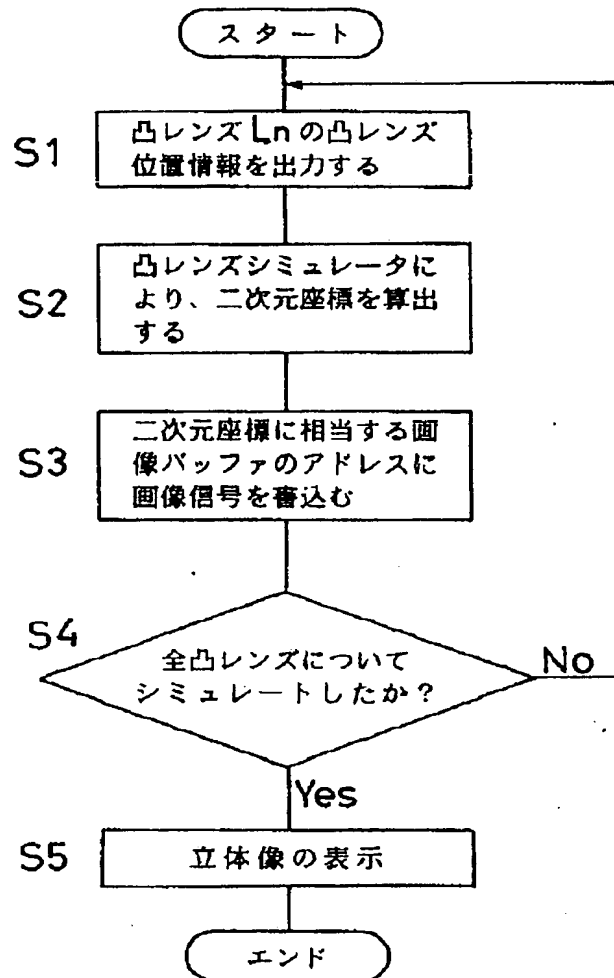 スタート
S1
凸レンズLnの凸レンズ
位置情報を出力する
S2
凸レンズシミュレータに
より、二次元座標を算出
する
S3
二次元座標に相当する画
像バッファのアドレスに
画像信号を書込む
S4
全凸レンズについて
シミュレートしたか？
No
Yes
S5
立体像の表示
エンド